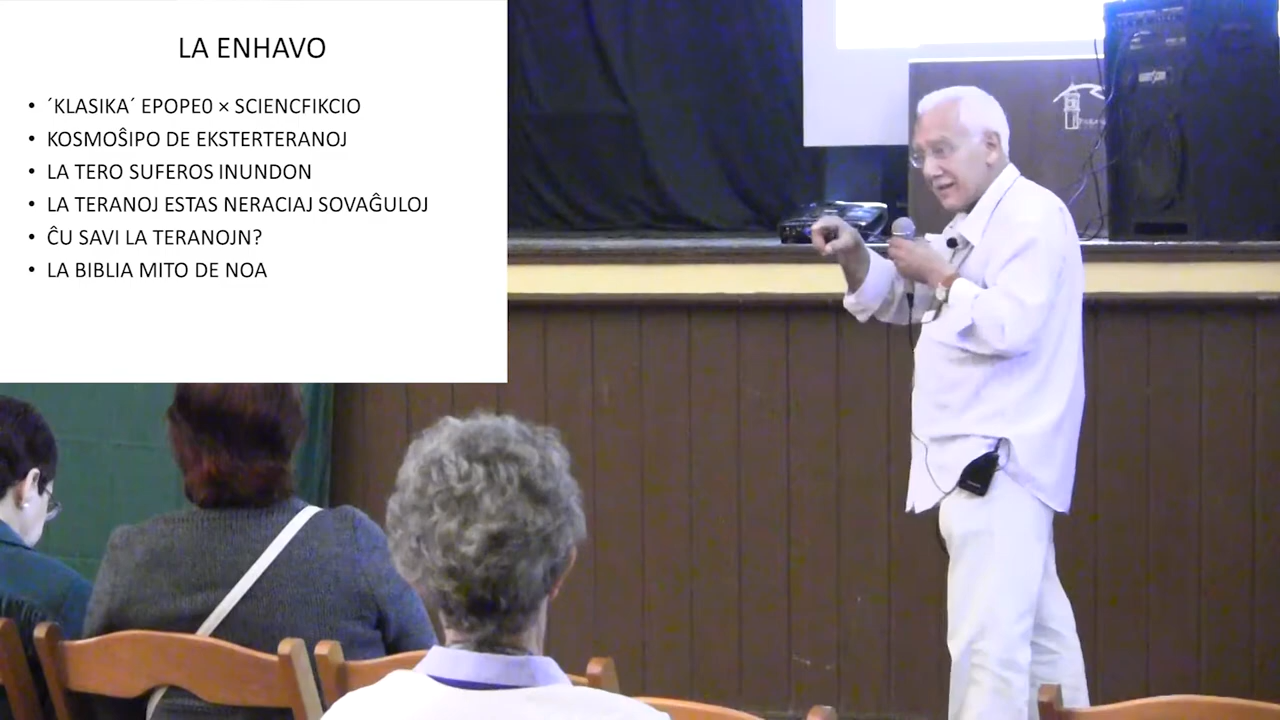 LA ENHAVO
• ´KLASIKA´ EPOPE0 × SCIENCFIKCIO
• KOSMOŜIPO DE EKSTERTERANOJ
• LA TERO SUFEROS INUNDON
• LA TERANOJ ESTAS NERACIAJ SOVAĜULOJ
• ĈU SAVI LA TERANOJN?
• LA BIBLIA MITO DE NOA